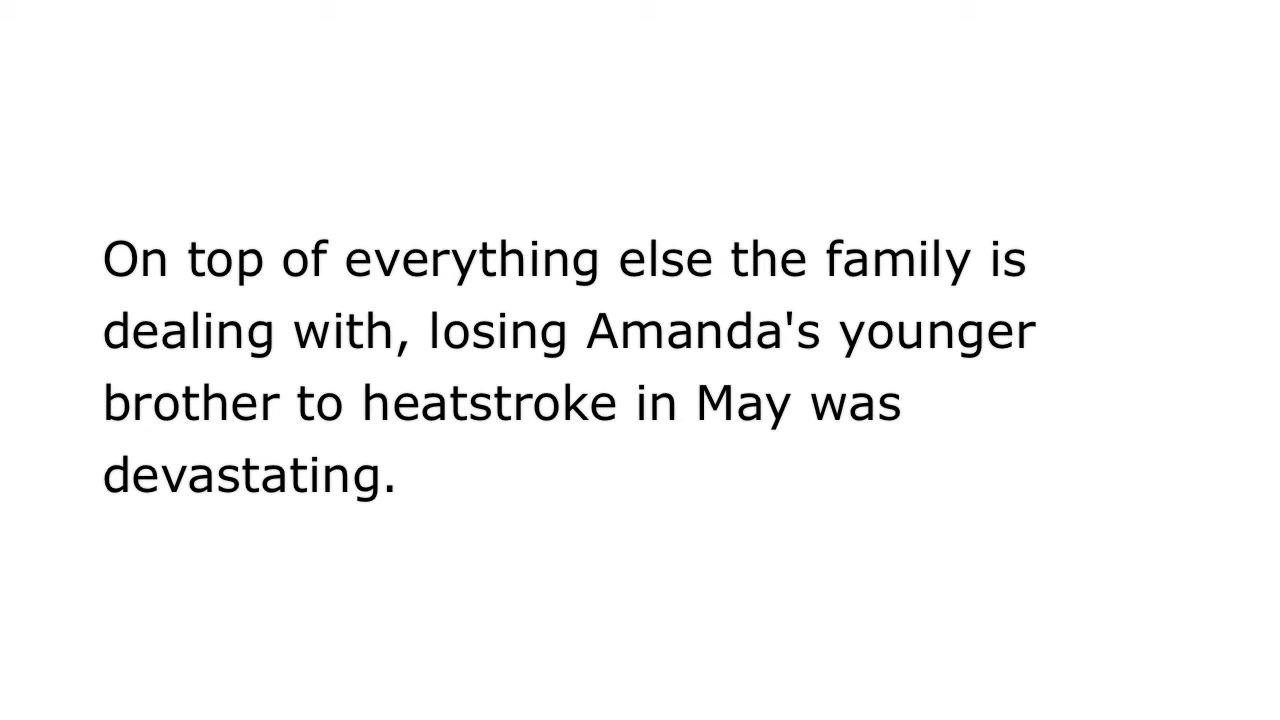 On top of everything else the family is
dealing with, losing Amanda's younger
brother to heatstroke in May was
devastating.